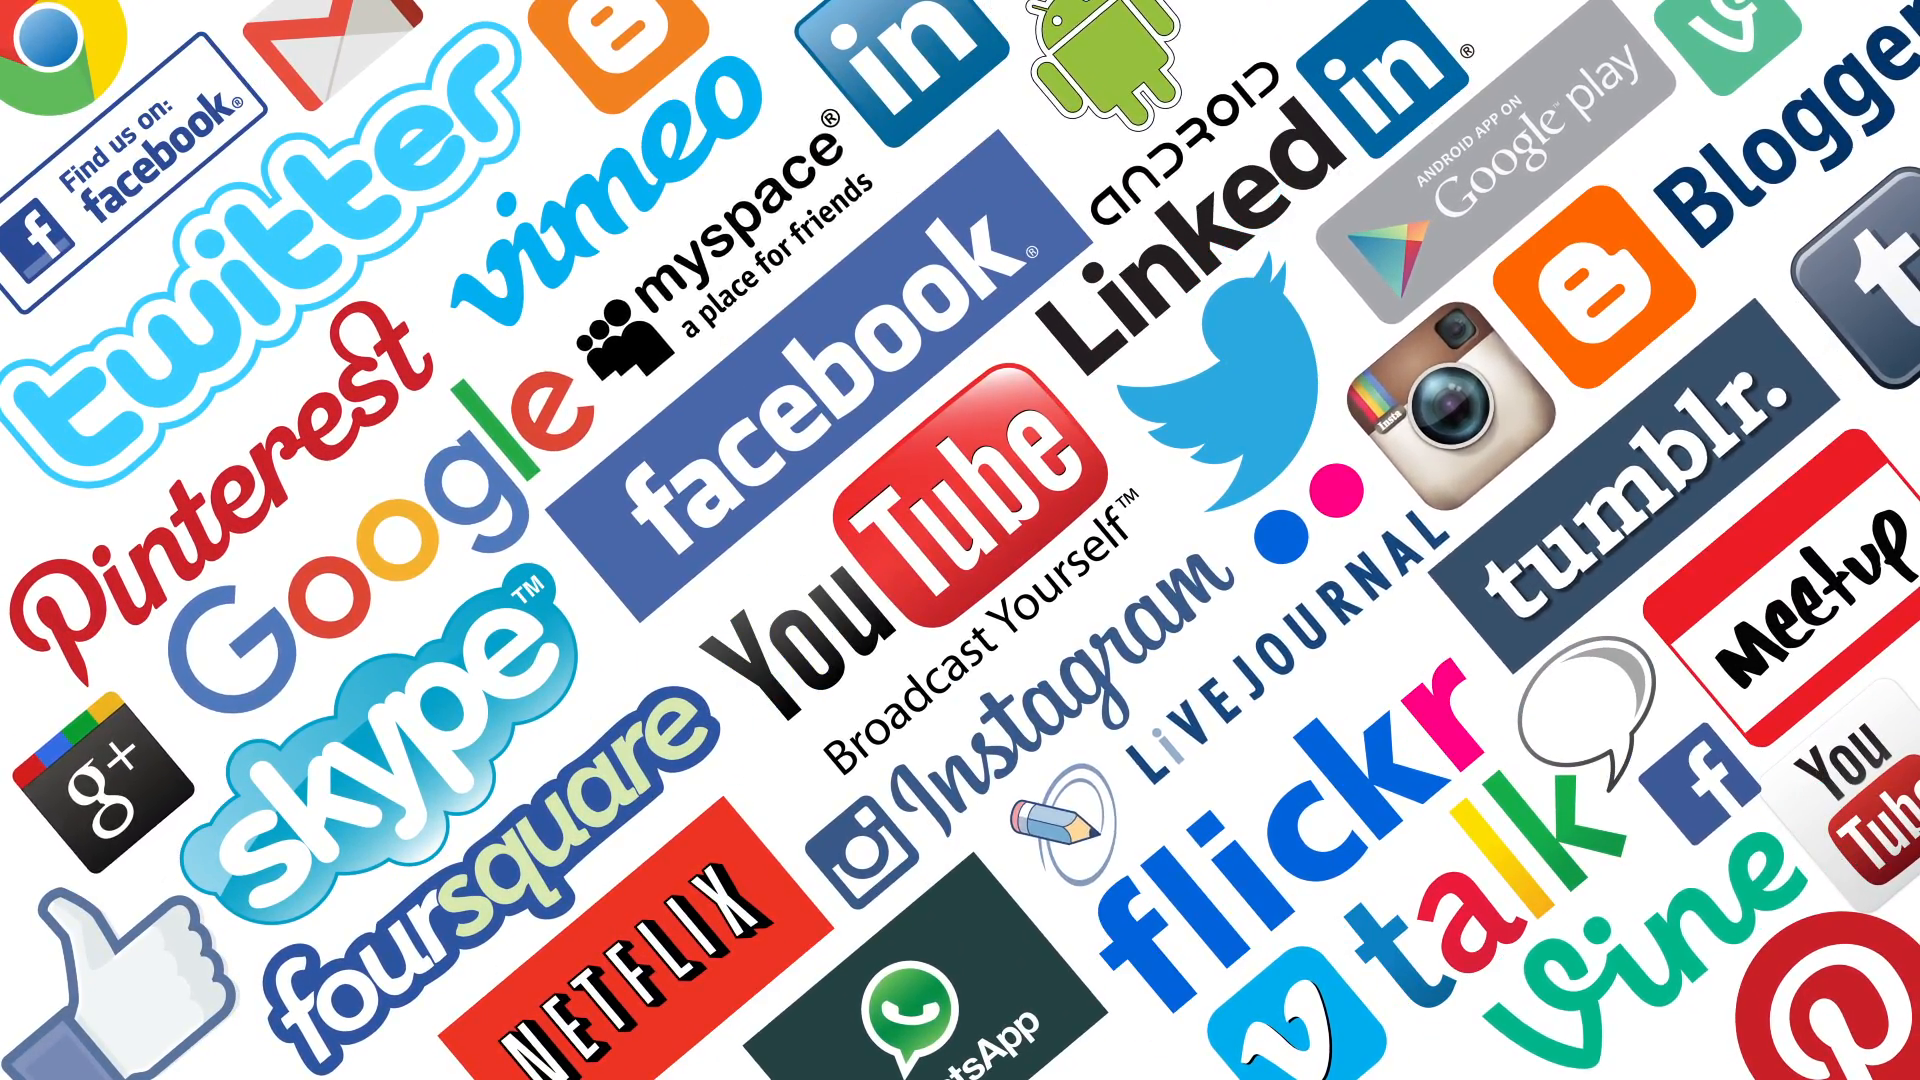 Find us on:
facebook®
twitter
vimeo
in
ANDROID
Linked in®
ANDROID APP ON
Google™ play
Blogger
myspace®
a place for friends
facebook®
Pinterest
Google
skype™
g+
foursquare
You Tube
Broadcast Yourself™
Insta
tumblr.
t
Meetup
Instagram
LiVEJOURNAL
flickr
talk
f
You
Tube
vine
NETFLIX
tsApp